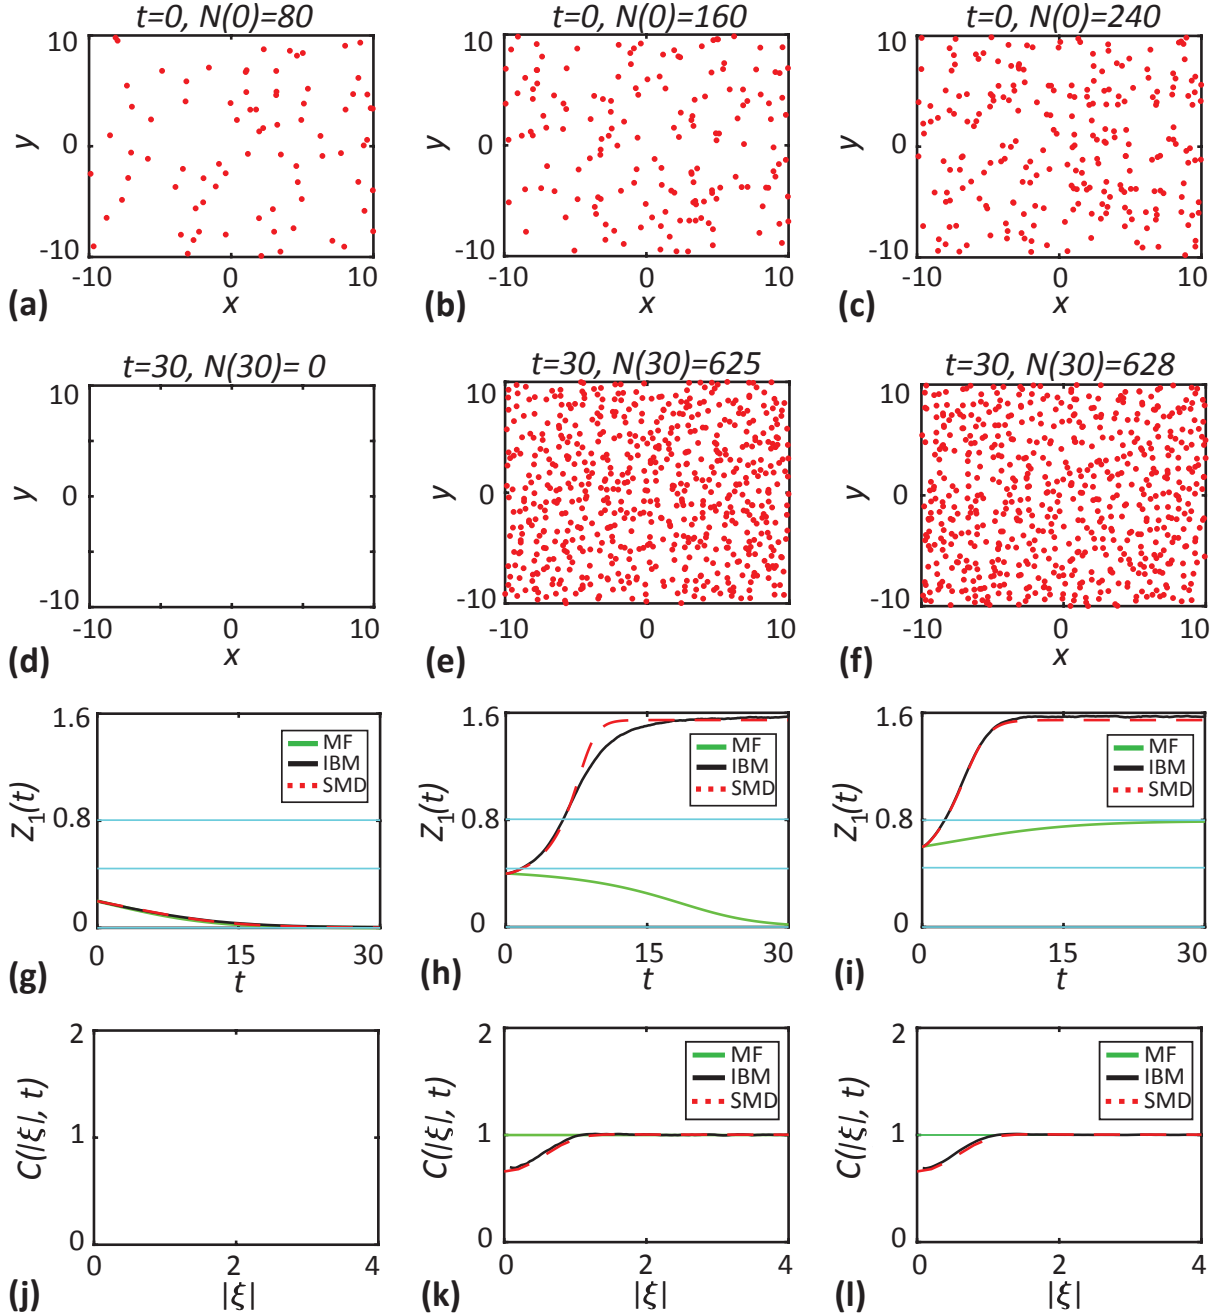 t=0, N(0)=80
t=0, N(0)=160
t=0, N(0)=240
10
0
-10
y
-10
0
10
x
(a)
10
0
-10
y
-10
0
10
x
(b)
10
0
-10
y
-10
0
10
x
(c)
t=30, N(30)= 0
t=30, N(30)=625
t=30, N(30)=628
10
0
-10
y
-10
0
10
x
(d)
10
0
-10
y
-10
0
10
x
(e)
10
0
-10
y
-10
0
10
x
(f)
1.6
0.8
0
Z1(t)
MF
IBM
SMD
0
15
30
t
(g)
1.6
0.8
0
Z1(t)
MF
IBM
SMD
0
15
30
t
(h)
1.6
0.8
0
Z1(t)
MF
IBM
SMD
0
15
30
t
(i)
2
1
0
C(|ξ|, t)
0
2
4
|ξ|
(j)
2
1
0
C(|ξ|, t)
MF
IBM
SMD
0
2
4
|ξ|
(k)
2
1
0
C(|ξ|, t)
MF
IBM
SMD
0
2
4
|ξ|
(l)